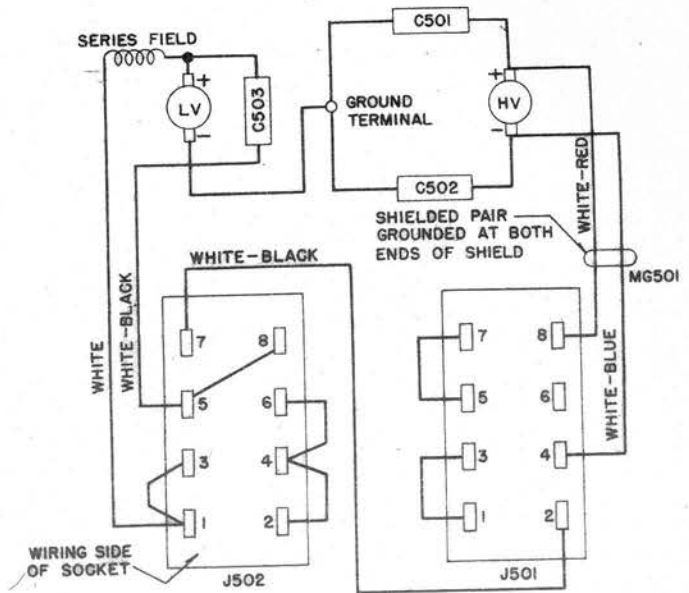 SERIES FIELD
C501
+
LV
-
C503
GROUND
TERMINAL
+
HV
-
C502
WHITE-RED
SHIELDED PAIR
GROUNDED AT BOTH
ENDS OF SHIELD
MG501
WHITE-BLACK
WHITE
WHITE-BLACK
WHITE-BLUE
7 8
5 6
3 4
1 2
WIRING SIDE
OF SOCKET
J502
7 8
5 6
3 4
1 2
J501